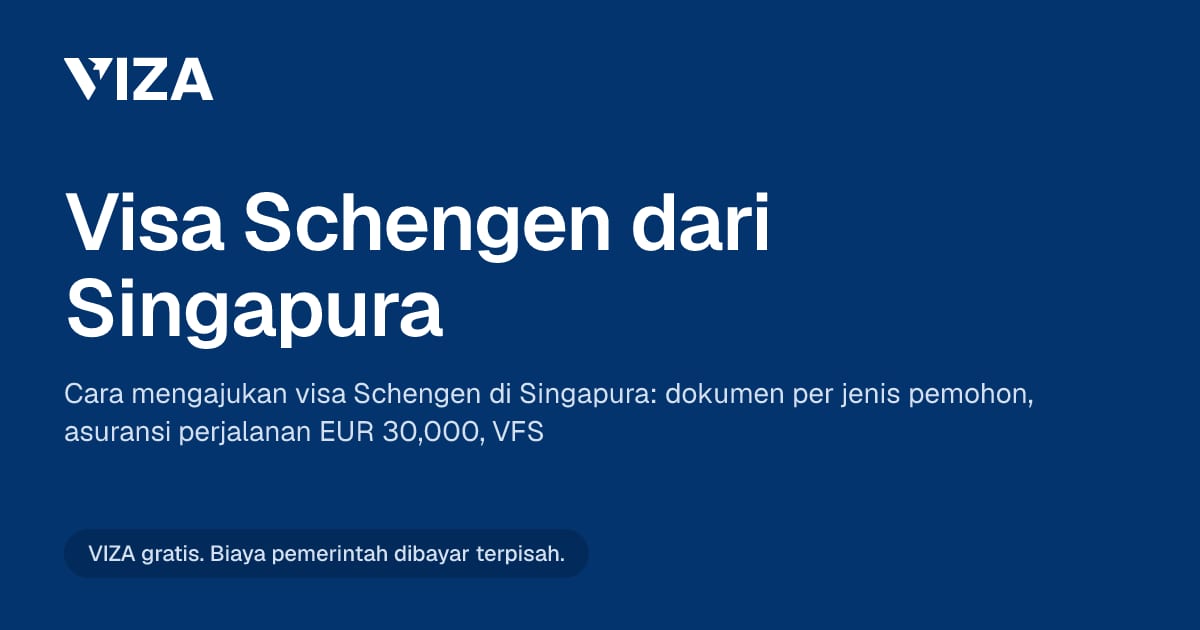 VIZA
Visa Schengen dari
Singapura
Cara mengajukan visa Schengen di Singapura: dokumen per jenis pemohon,
asuransi perjalanan EUR 30,000, VFS
VIZA gratis. Biaya pemerintah dibayar terpisah.